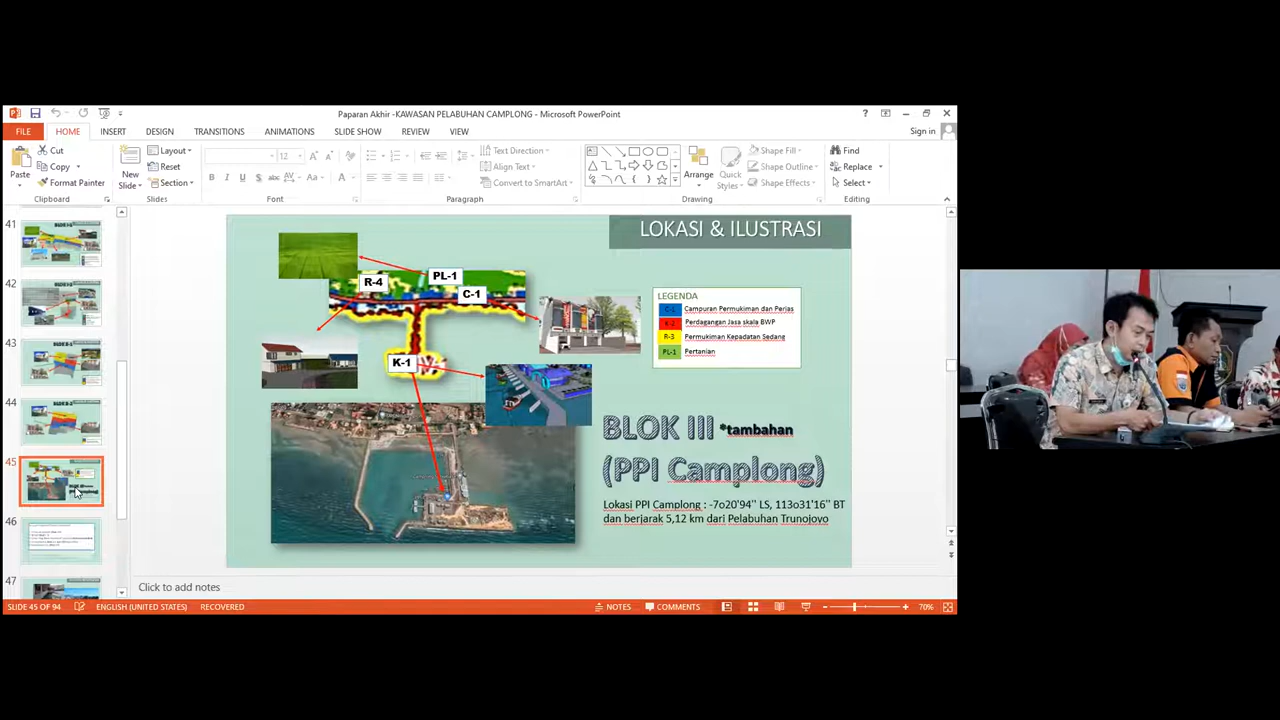 Paparan Akhir -KAWASAN PELABUHAN CAMPLONG - Microsoft PowerPoint
FILE HOME INSERT DESIGN TRANSITIONS ANIMATIONS SLIDE SHOW REVIEW VIEW Sign in
Paste
Cut
Copy
Format Painter
Clipboard
New Slide
Layout
Reset
Section
Slides
12
Font
Text Direction
Align Text
Convert to SmartArt
Paragraph
Arrange
Quick Styles
Shape Fill
Shape Outline
Shape Effects
Drawing
Find
Replace
Select
Editing
41
42
43
44
45
46
47
LOKASI & ILUSTRASI
PL-1
R-4
C-1
K-1
LEGENDA
C-1 Campuran Permukiman dan Perjas
K-2 Perdagangan Jasa skala BWP
R-3 Permukiman Kepadatan Sedang
PL-1 Pertanian
BLOK III *tambahan
(PPI Camplong)
Lokasi PPI Camplong : -7o20'94'' LS, 113o31'16'' BT
dan berjarak 5,12 km dari Pelabuhan Trunojoyo
Click to add notes
SLIDE 45 OF 94 ENGLISH (UNITED STATES) RECOVERED NOTES COMMENTS 70%